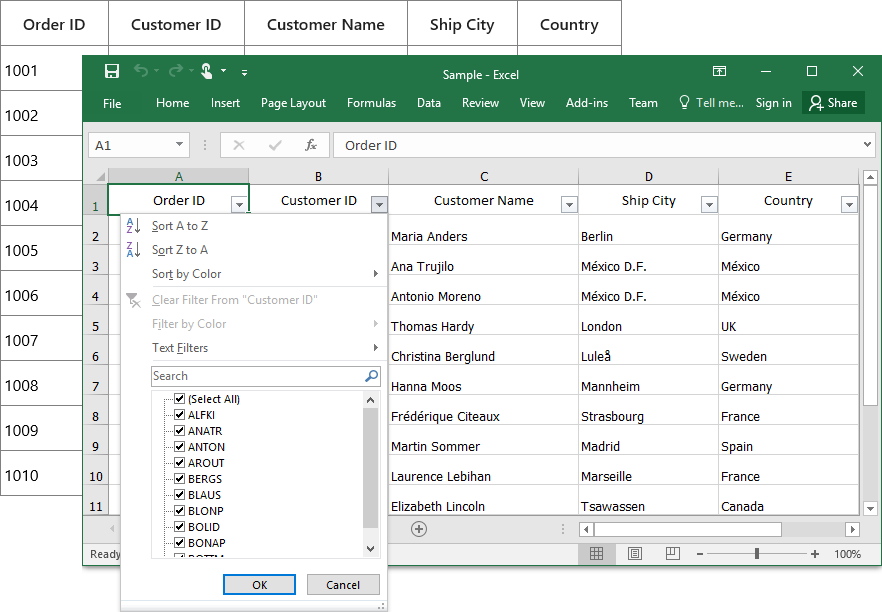 Order ID Customer ID Customer Name Ship City Country
1001
1002
1003
1004
1005
1006
1007
1008
1009
1010
Sample - Excel
File Home Insert Page Layout Formulas Data Review View Add-ins Team Tell me... Sign in Share
A1 fx Order ID
A B C D E
1 Order ID Customer ID Customer Name Ship City Country
2 Maria Anders Berlin Germany
3 Ana Trujilo México D.F. México
4 Antonio Moreno México D.F. México
5 Thomas Hardy London UK
6 Christina Berglund Luleå Sweden
7 Hanna Moos Mannheim Germany
8 Frédérique Citeaux Strasbourg France
9 Martin Sommer Madrid Spain
10 Laurence Lebihan Marseille France
11 Elizabeth Lincoln Tsawassen Canada
Sort A to Z
Sort Z to A
Sort by Color
Clear Filter From "Customer ID"
Filter by Color
Text Filters
Search
(Select All)
ALFKI
ANATR
ANTON
AROUT
BERGS
BLAUS
BLONP
BOLID
BONAP
OK Cancel
Ready 100%